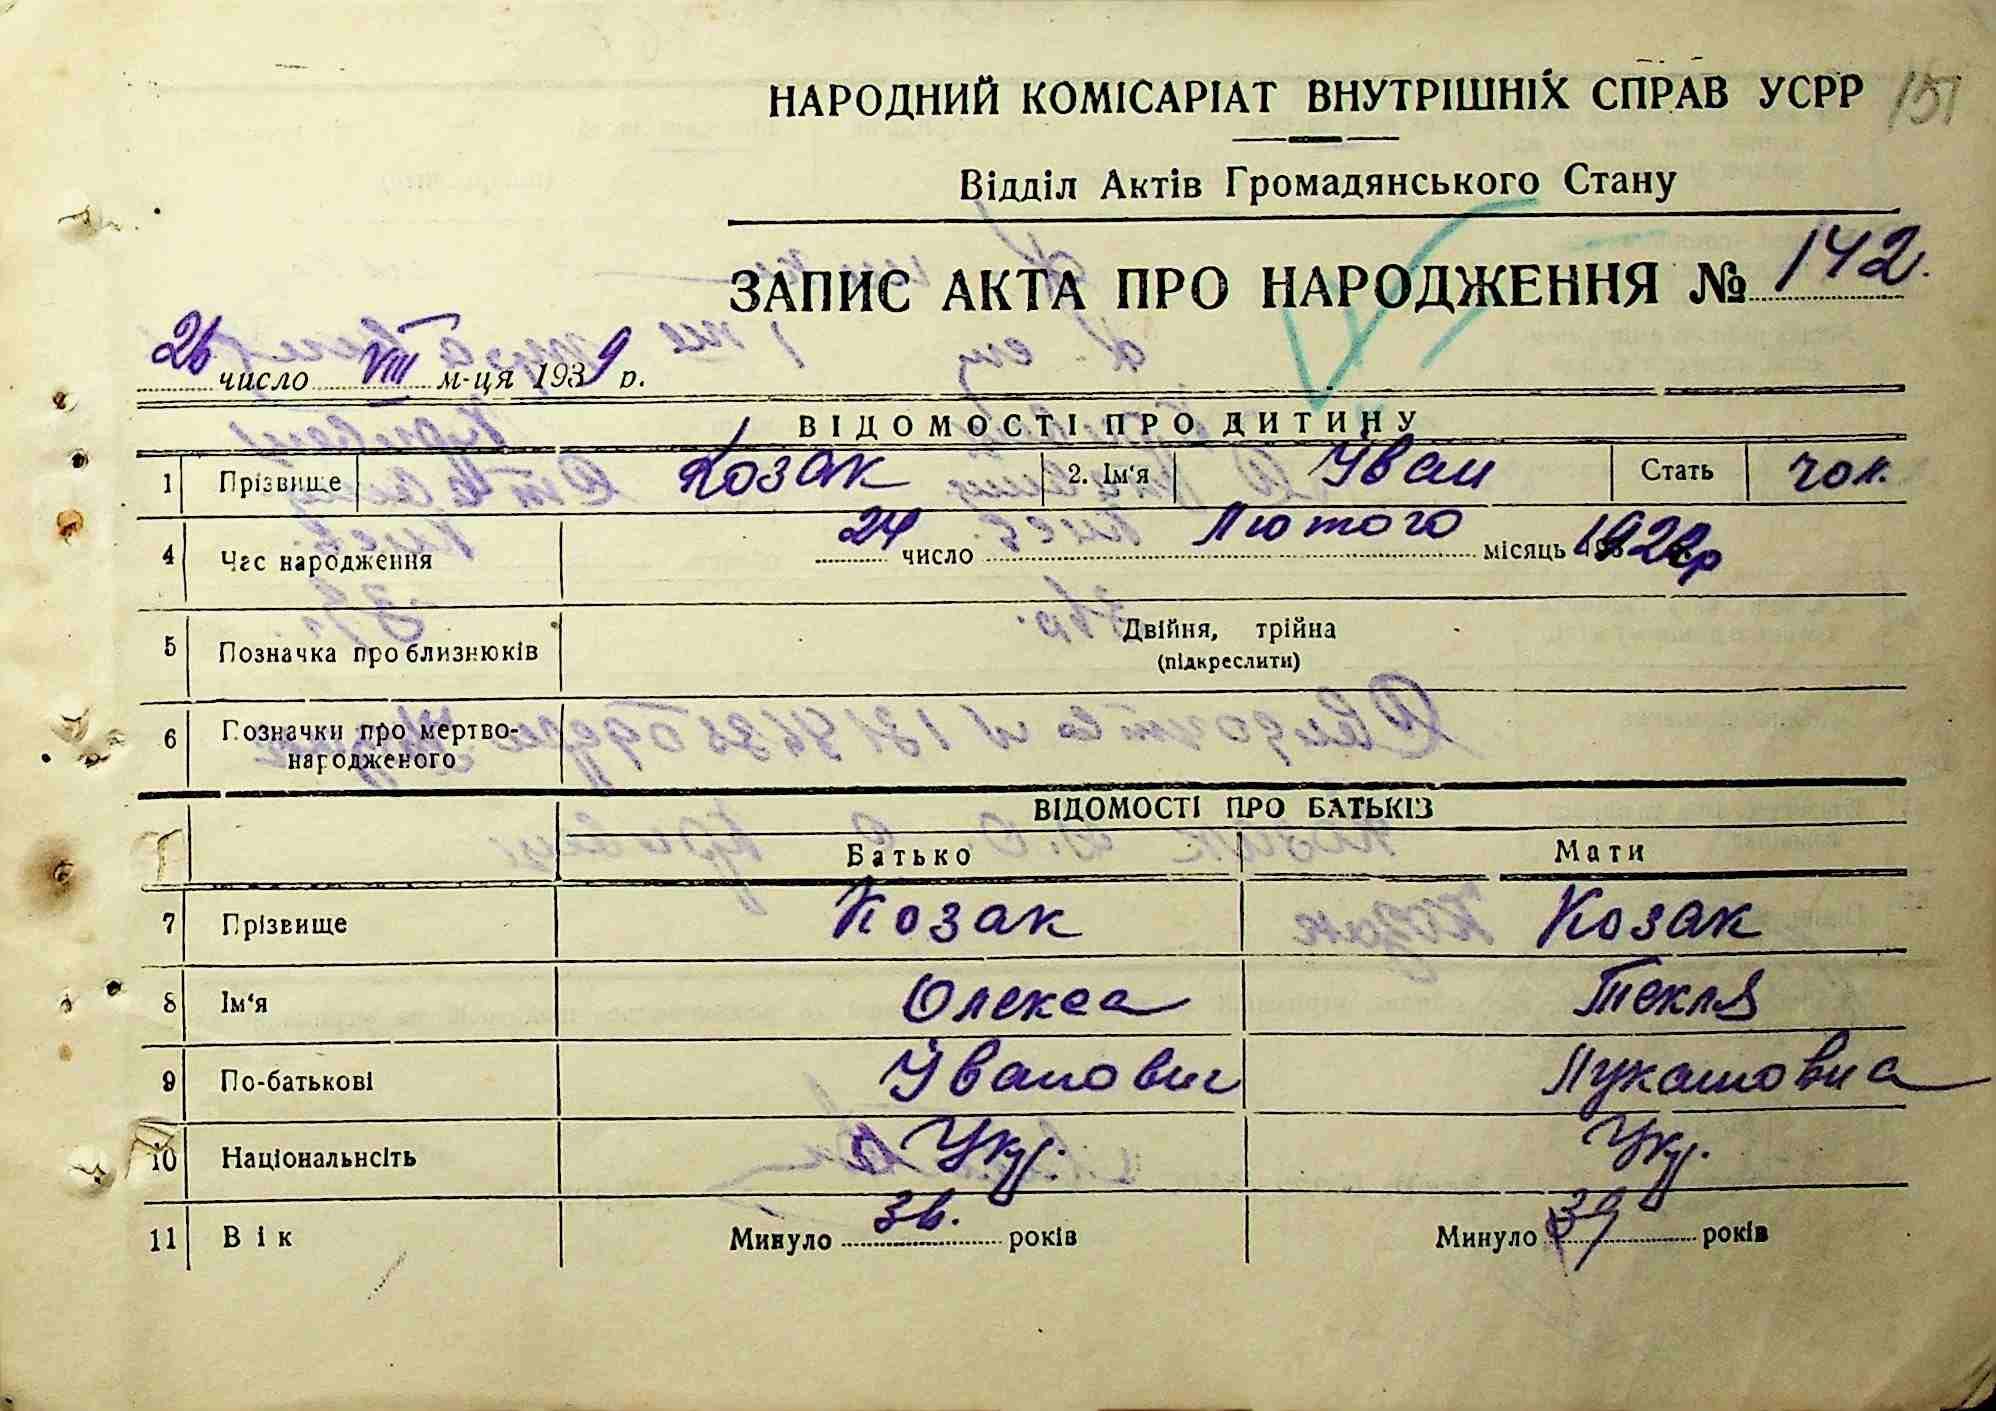 НАРОДНИЙ КОМІСАРІАТ ВНУТРІШНІХ СПРАВ УСРР 151
Відділ Актів Громадянського Стану
ЗАПИС АКТА ПРО НАРОДЖЕННЯ № 142.
26 число VIII м-ця 1939 р.
ВІДОМОСТІ ПРО ДИТИНУ
1 Прізвище Козак 2. Ім'я Іван Стать чол.
4 Час народження 24 число Лютого місяць
5 Позначка про близнюків Двійня, трійна
(підкреслити)
6 Позначки про мертво-
народженого
ВІДОМОСТІ ПРО БАТЬКІВ
Батько Мати
7 Прізвище Козак Козак
8 Ім'я Олекса Текля
9 По-батькові Іванович Лукашовна
10 Національнсіть Укр. Укр.
11 Вік Минуло 36. років Минуло 39 років